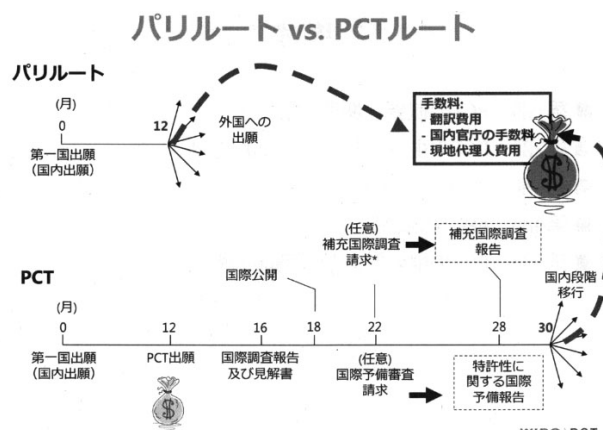 パリルート vs. PCTルート
パリルート
(月)
0
12
第一国出願
(国内出願)
外国への
出願
手数料:
- 翻訳費用
- 国内官庁の手数料
- 現地代理人費用
$
(任意)
補充国際調査
請求*
補充国際調査
報告
国際公開
国内段階
移行
PCT
(月)
0
12
16
18
22
28
30
第一国出願
(国内出願)
PCT出願
国際調査報告
及び見解書
(任意)
国際予備審査
請求
特許性に
関する国際
予備報告
$